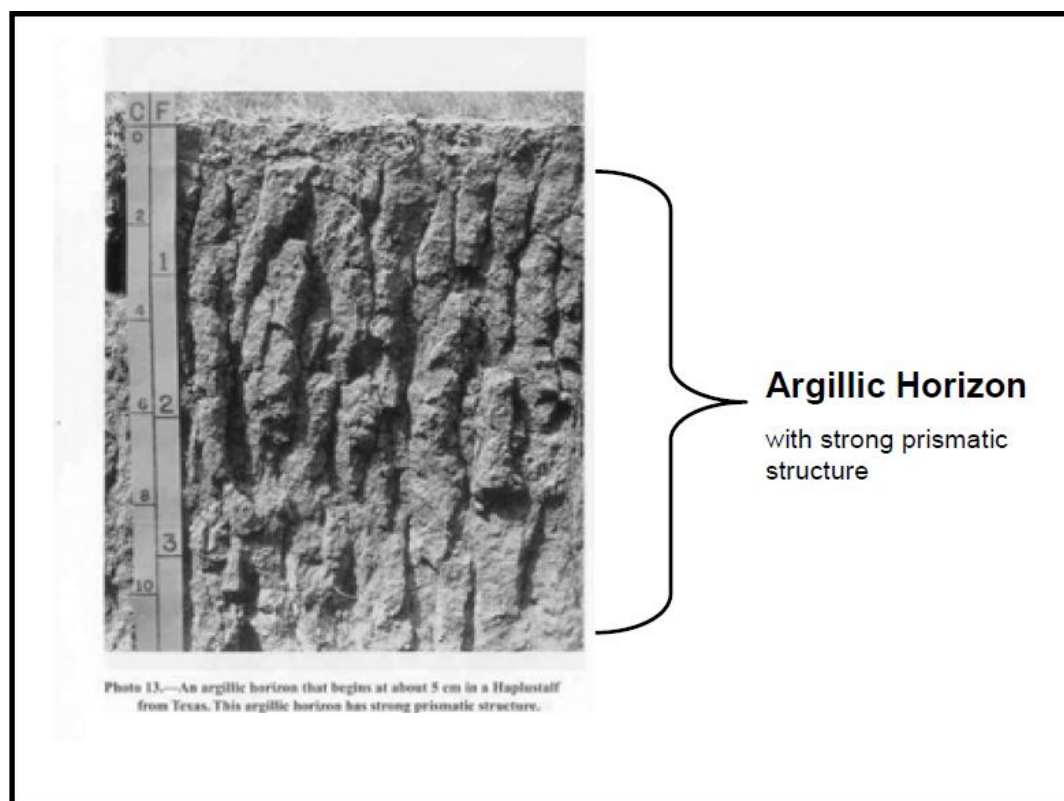 C F
0
2
1
4
6
2
8
3
10
Argillic Horizon
with strong prismatic
structure
Photo 13.—An argillic horizon that begins at about 5 cm in a Haplustalf
from Texas. This argillic horizon has strong prismatic structure.